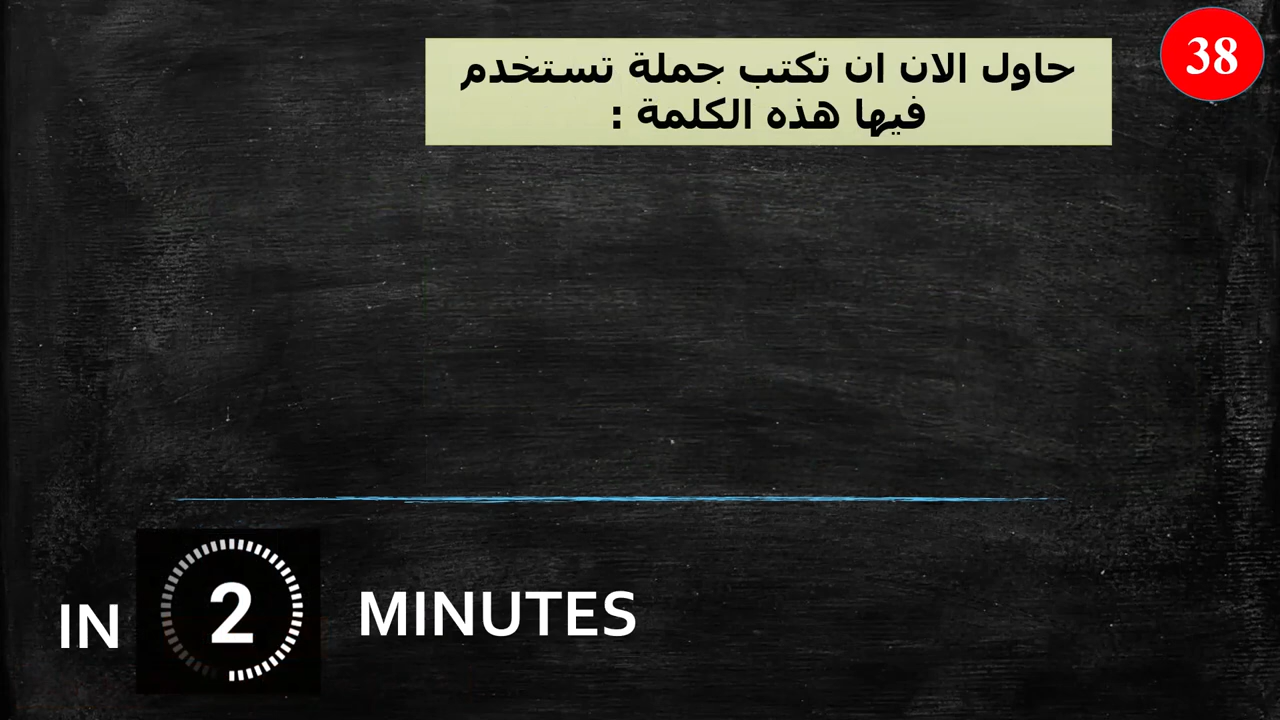 38
حاول الان ان تكتب جملة تستخدم
فيها هذه الكلمة :
IN 2 MINUTES